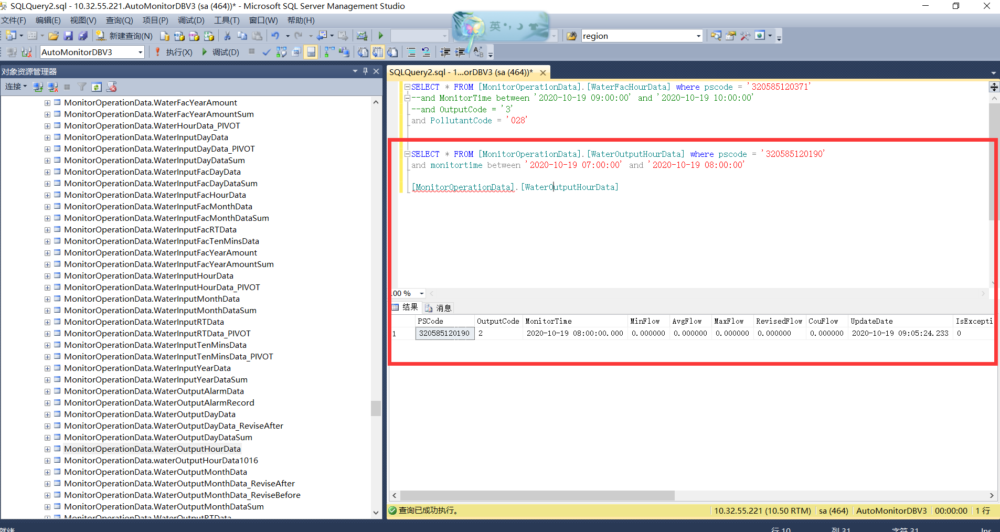 SQLQuery2.sql - 10.32.55.221.AutoMonitorDBV3 (sa (464))* - Microsoft SQL Server Management Studio
文件(F) 编辑(E) 视图(V) 查询(Q) 项目(P) 调试(D) 工具(T) 窗口(W) 帮助(H)
英
新建查询(N)
region
AutoMonitorDBV3
执行(X)
调试(D)
对象资源管理器
连接
MonitorOperationData.WaterFacYearAmount
MonitorOperationData.WaterFacYearAmountSum
MonitorOperationData.WaterHourData_PIVOT
MonitorOperationData.WaterInputDayData
MonitorOperationData.WaterInputDayData_PIVOT
MonitorOperationData.WaterInputDayDataSum
MonitorOperationData.WaterInputFacDayData
MonitorOperationData.WaterInputFacDayDataSum
MonitorOperationData.WaterInputFacHourData
MonitorOperationData.WaterInputFacMonthData
MonitorOperationData.WaterInputFacMonthDataSum
MonitorOperationData.WaterInputFacRTData
MonitorOperationData.WaterInputFacTenMinsData
MonitorOperationData.WaterInputFacYearAmount
MonitorOperationData.WaterInputFacYearAmountSum
MonitorOperationData.WaterInputHourData
MonitorOperationData.WaterInputHourData_PIVOT
MonitorOperationData.WaterInputMonthData
MonitorOperationData.WaterInputMonthDataSum
MonitorOperationData.WaterInputRTData
MonitorOperationData.WaterInputRTData_PIVOT
MonitorOperationData.WaterInputTenMinsData
MonitorOperationData.WaterInputTenMinsData_PIVOT
MonitorOperationData.WaterInputYearData
MonitorOperationData.WaterInputYearDataSum
MonitorOperationData.WaterOutputAlarmData
MonitorOperationData.WaterOutputAlarmRecord
MonitorOperationData.WaterOutputDayData
MonitorOperationData.WaterOutputDayData_ReviseAfter
MonitorOperationData.WaterOutputDayDataSum
MonitorOperationData.WaterOutputHourData
MonitorOperationData.waterOutputHourData1016
MonitorOperationData.WaterOutputMonthData
MonitorOperationData.WaterOutputMonthData_ReviseAfter
MonitorOperationData.WaterOutputMonthData_ReviseBefore
MonitorOperationData.WaterOutputMonthDataSum
MonitorOperationData.WaterOutputRTData
SQLQuery2.sql - 1...orDBV3 (sa (464))*
SELECT * FROM [MonitorOperationData].[WaterFacHourData] where pscode = '320585120371'
--and MonitorTime between '2020-10-19 09:00:00' and '2020-10-19 10:00:00'
--and OutputCode = '3'
and PollutantCode = '028'
SELECT * FROM [MonitorOperationData].[WaterOutputHourData] where pscode = '320585120190'
and monitortime between '2020-10-19 07:00:00' and '2020-10-19 08:00:00'
[MonitorOperationData].[WaterOutputHourData]
100 %
结果 消息
PSCode OutputCode MonitorTime MinFlow AvgFlow MaxFlow RevisedFlow CouFlow UpdateDate IsExcepti
1 320585120190 2 2020-10-19 08:00:00.000 0.000000 0.000000 0.000000 0.000000 0.000000 2020-10-19 09:05:24.233 0
查询已成功执行。 10.32.55.221 (10.50 RTM) sa (464) AutoMonitorDBV3 00:00:00 1 行
就绪 行 10 列 31 字符 31 Ins